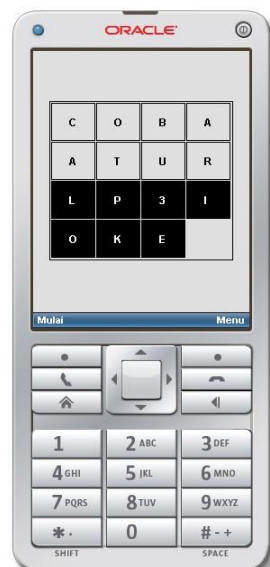 ORACLE
C O B A
A T U R
L P 3 I
O K E
Mulai Menu
1 2 ABC 3 DEF
4 GHI 5 JKL 6 MNO
7 PQRS 8 TUV 9 WXYZ
* . 0 # - +
SHIFT SPACE